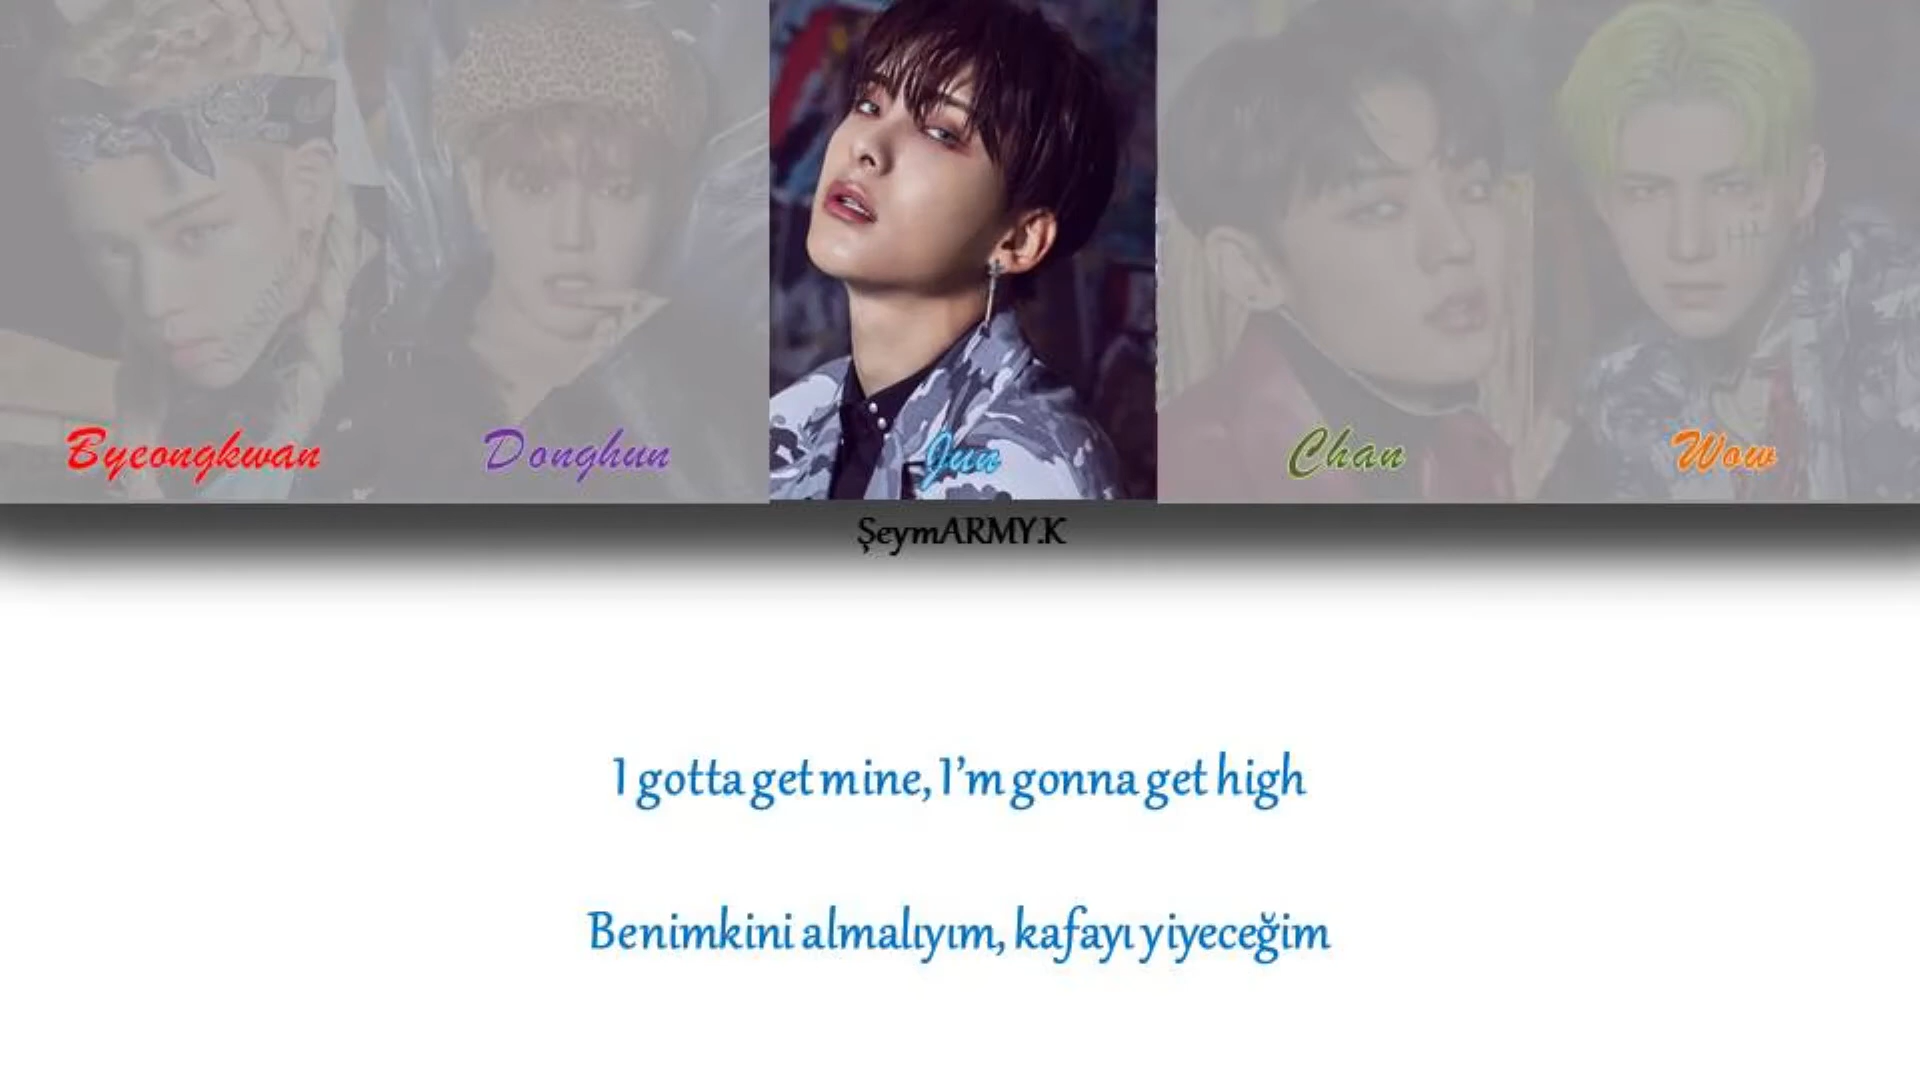 Byeongkwan Donghun Jun Chan Wow
ŞeymARMY.K
I gotta get mine, I'm gonna get high
Benimkini almalıyım, kafayı yiyeceğim